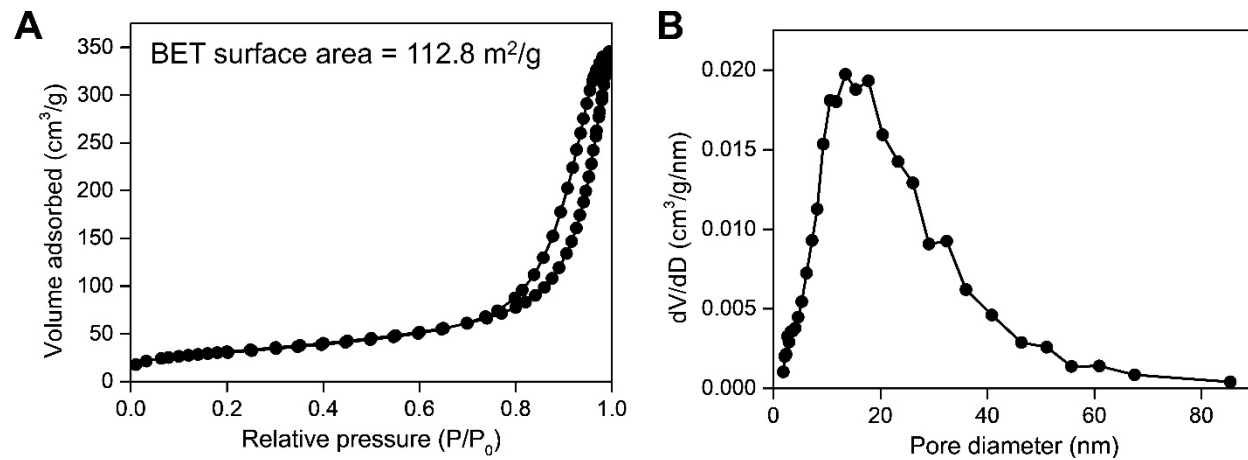 A
BET surface area = 112.8 m²/g
Volume adsorbed (cm³/g)
350
300
250
200
150
100
50
0
0.0 0.2 0.4 0.6 0.8 1.0
Relative pressure (P/P₀)
B
dV/dD (cm³/g/nm)
0.020
0.015
0.010
0.005
0.000
0 20 40 60 80
Pore diameter (nm)